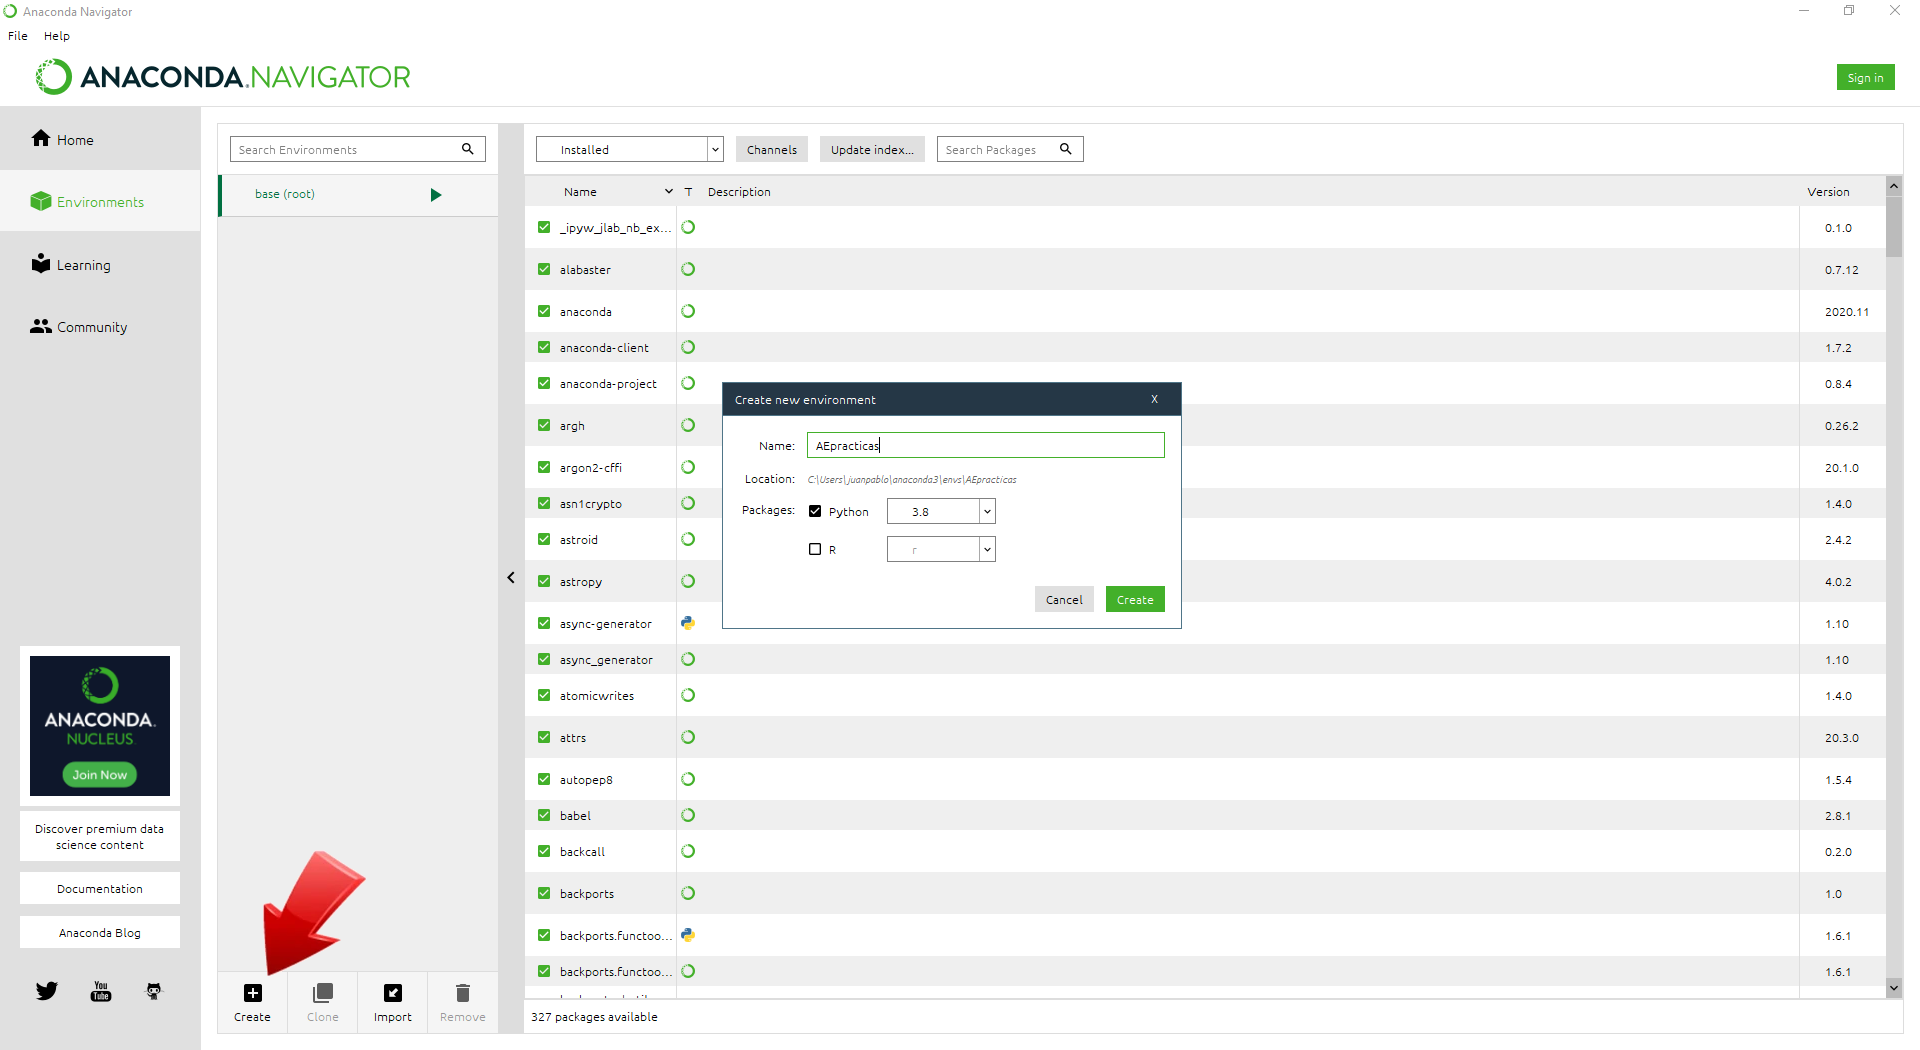 Anaconda Navigator
File Help
ANACONDA.NAVIGATOR
Sign in
Home
Environments
Learning
Community
ANACONDA.
NUCLEUS
Join Now
Discover premium data
science content
Documentation
Anaconda Blog
You
Tube
Search Environments
base (root)
Create Clone Import Remove
Installed Channels Update index... Search Packages
Name T Description Version
_ipyw_jlab_nb_ex... 0.1.0
alabaster 0.7.12
anaconda 2020.11
anaconda-client 1.7.2
anaconda-project 0.8.4
argh 0.26.2
argon2-cffi 20.1.0
asn1crypto 1.4.0
astroid 2.4.2
astropy 4.0.2
async-generator 1.10
async_generator 1.10
atomicwrites 1.4.0
attrs 20.3.0
autopep8 1.5.4
babel 2.8.1
backcall 0.2.0
backports 1.0
backports.functoo... 1.6.1
backports.functoo... 1.6.1
327 packages available
Create new environment X
Name: AEpracticas
Location: C:\Users\juanpablo\anaconda3\envs\AEpracticas
Packages: Python 3.8
R r
Cancel Create